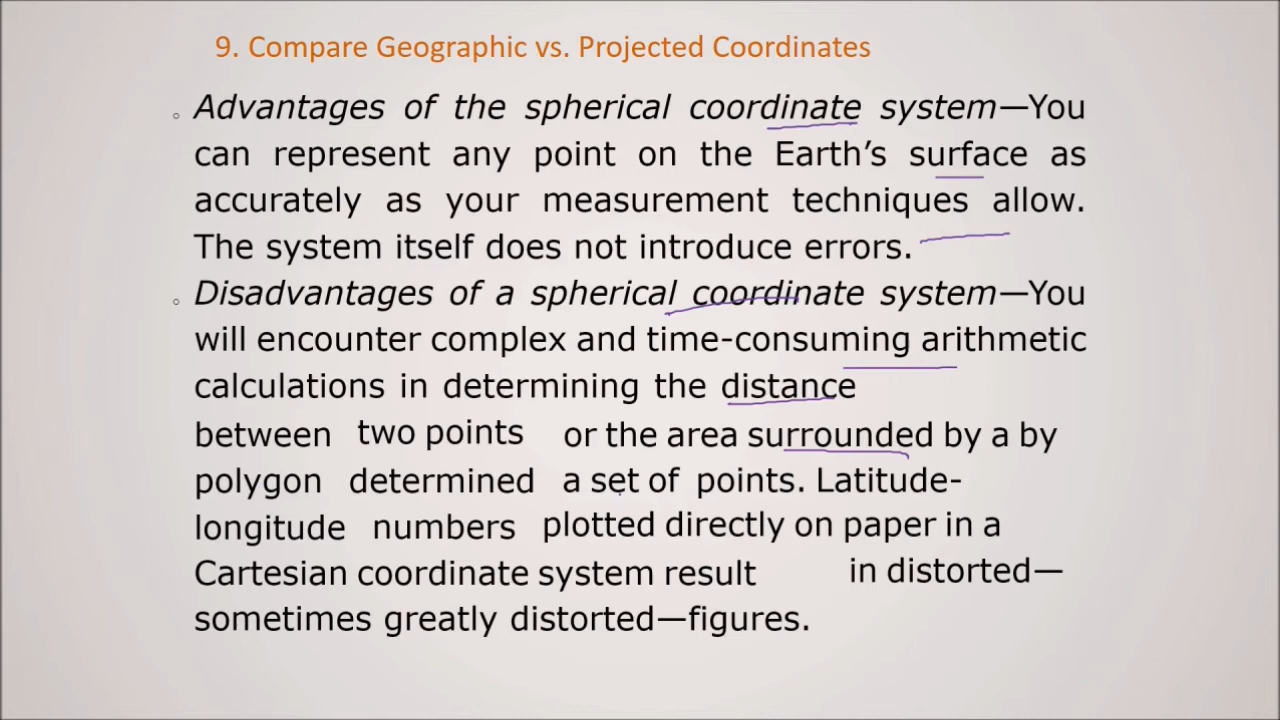 9. Compare Geographic vs. Projected Coordinates
Advantages of the spherical coordinate system—You
can represent any point on the Earth’s surface as
accurately as your measurement techniques allow.
The system itself does not introduce errors.
Disadvantages of a spherical coordinate system—You
will encounter complex and time-consuming arithmetic
calculations in determining the distance
between two points or the area surrounded by a by
polygon determined a set of points. Latitude-
longitude numbers plotted directly on paper in a
Cartesian coordinate system result in distorted—
sometimes greatly distorted—figures.